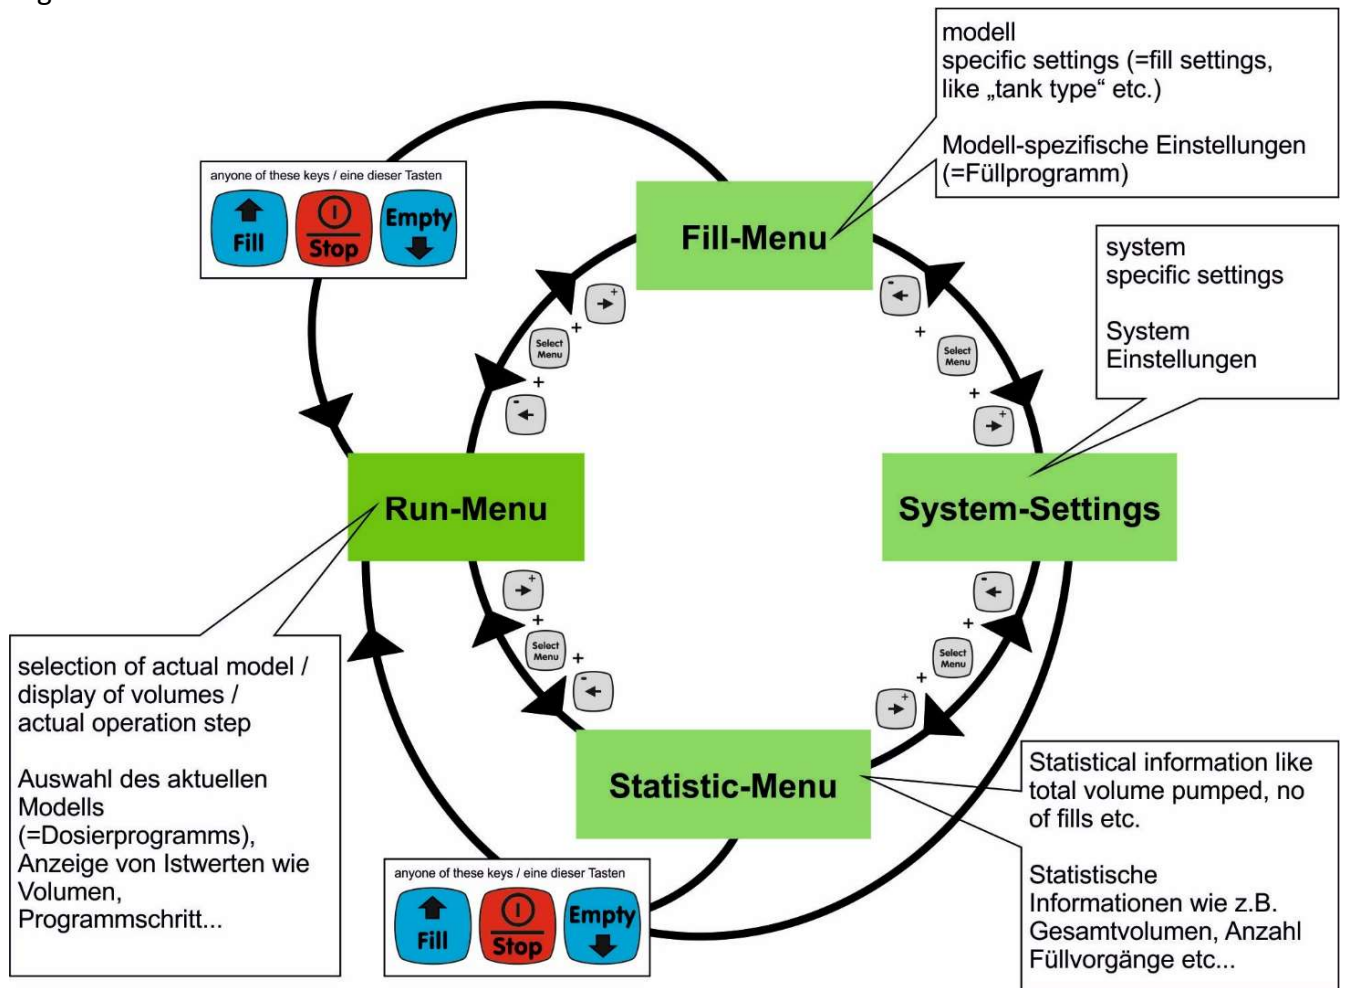 modell
specific settings (=fill settings,
like „tank type“ etc.)
Modell-spezifische Einstellungen
(=Füllprogramm)
anyone of these keys / eine dieser Tasten
Fill
Stop
Empty
Fill-Menu
system
specific settings
System
Einstellungen
+
+
Select
Menu
+
-
-
+
Select
Menu
+
+
Run-Menu
System-Settings
+
+
Select
Menu
+
-
-
+
Select
Menu
+
+
selection of actual model /
display of volumes /
actual operation step
Auswahl des aktuellen
Modells
(=Dosierprogramms),
Anzeige von Istwerten wie
Volumen,
Programmschritt...
Statistic-Menu
Statistical information like
total volume pumped, no
of fills etc.
Statistische
Informationen wie z.B.
Gesamtvolumen, Anzahl
Füllvorgänge etc...
anyone of these keys / eine dieser Tasten
Fill
Stop
Empty